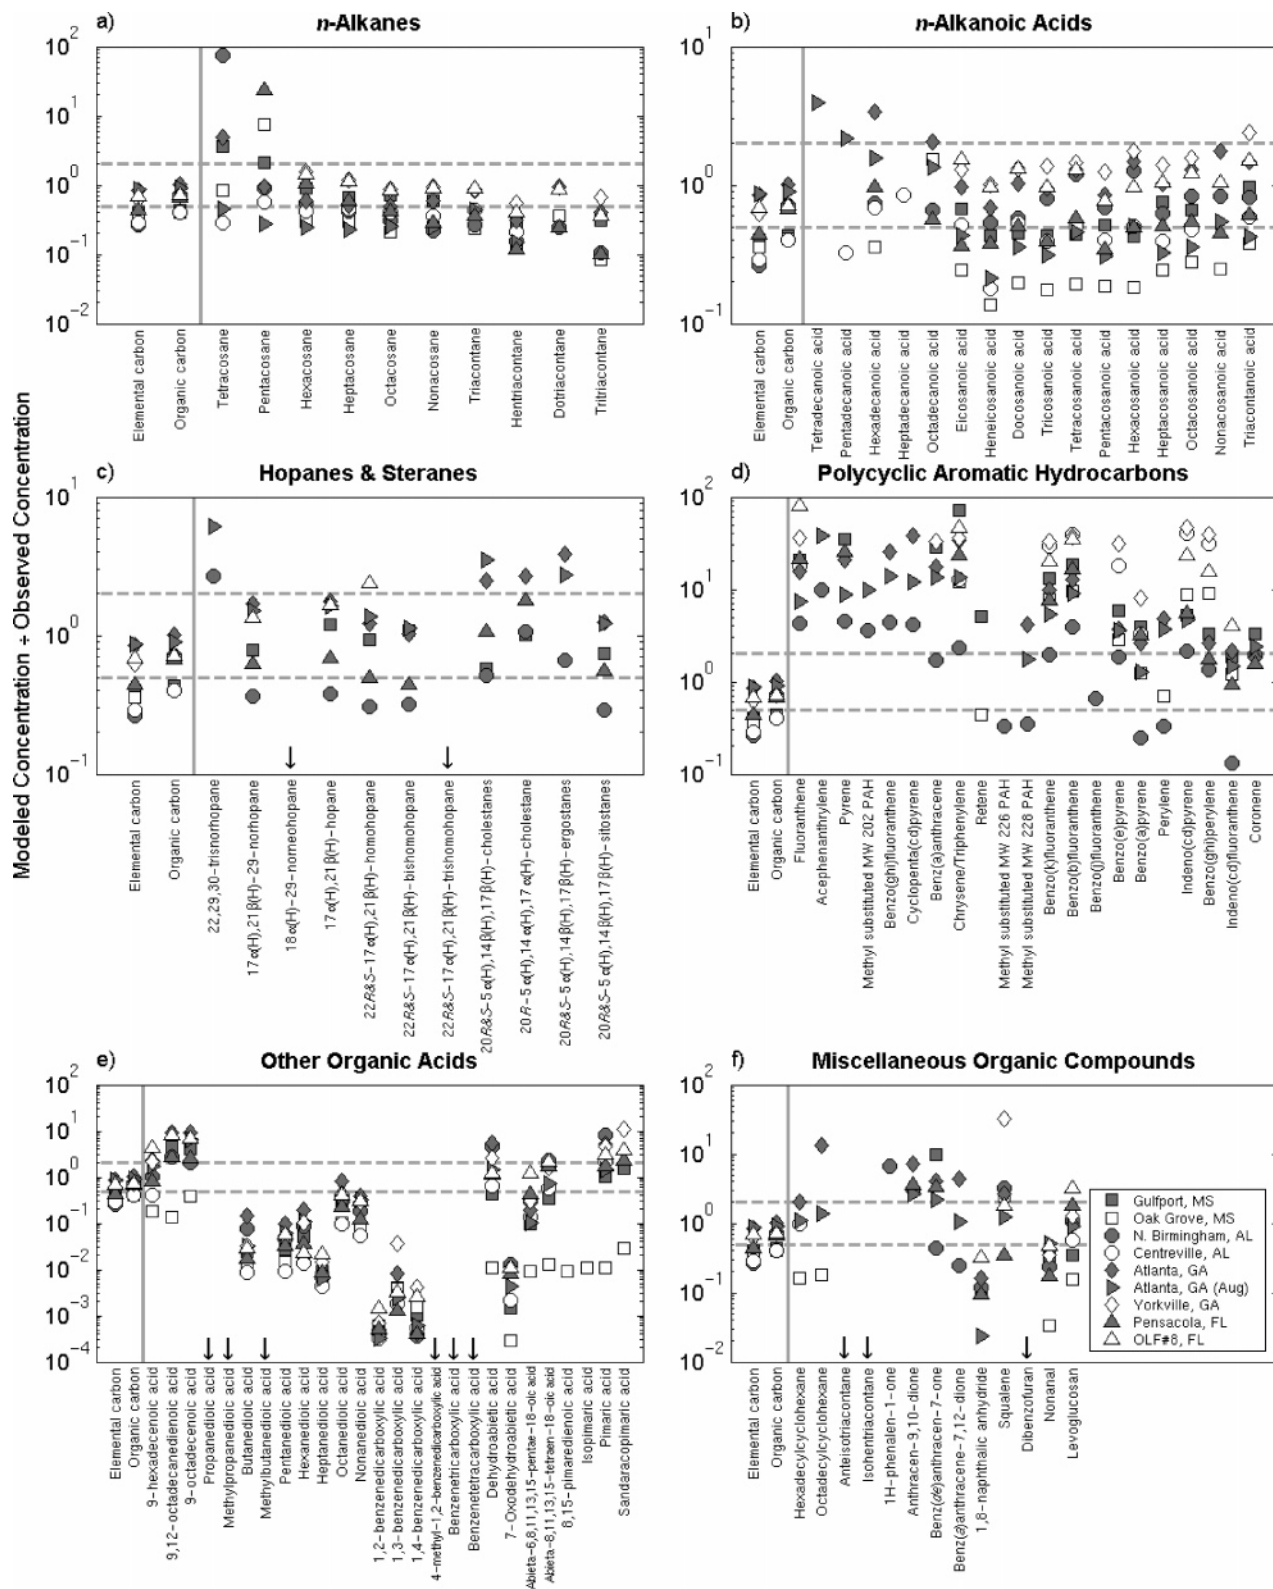 Modeled Concentration ÷ Observed Concentration
a) n-Alkanes
10^2
10^1
10^0
10^-1
10^-2
Elemental carbon
Organic carbon
Tetracosane
Pentacosane
Hexacosane
Heptacosane
Octacosane
Nonacosane
Triacontane
Hentriacontane
Dotriacontane
Tritriacontane
b) n-Alkanoic Acids
10^1
10^0
10^-1
Elemental carbon
Organic carbon
Tetradecanoic acid
Pentadecanoic acid
Hexadecanoic acid
Heptadecanoic acid
Octadecanoic acid
Eicosanoic acid
Heneicosanoic acid
Docosanoic acid
Tricosanoic acid
Tetracosanoic acid
Pentacosanoic acid
Hexacosanoic acid
Heptacosanoic acid
Octacosanoic acid
Nonacosanoic acid
Triacontanoic acid
c) Hopanes & Steranes
10^1
10^0
10^-1
Elemental carbon
Organic carbon
22,29,30-trisnorhopane
17α(H),21β(H)-29-norhopane
18α(H)-29-norneohopane
17α(H),21β(H)-hopane
22R&S-17α(H),21β(H)-homohopane
22R&S-17α(H),21β(H)-bishomohopane
22R&S-17α(H),21β(H)-trishomohopane
20R&S-5α(H),14β(H),17β(H)-cholestanes
20R-5α(H),14α(H),17α(H)-cholestane
20R&S-5α(H),14β(H),17β(H)-ergostanes
20R&S-5α(H),14β(H),17β(H)-sitostanes
d) Polycyclic Aromatic Hydrocarbons
10^2
10^1
10^0
10^-1
Elemental carbon
Organic carbon
Fluoranthene
Acephenanthrylene
Pyrene
Methyl substituted MW 202 PAH
Benzo(ghi)fluoranthene
Cyclopenta(cd)pyrene
Benz(a)anthracene
Chrysene/Triphenylene
Retene
Methyl substituted MW 226 PAH
Methyl substituted MW 228 PAH
Benzo(k)fluoranthene
Benzo(b)fluoranthene
Benzo(j)fluoranthene
Benzo(e)pyrene
Benzo(a)pyrene
Perylene
Indeno(cd)pyrene
Benzo(ghi)perylene
Indeno(cd)fluoranthene
Coronene
e) Other Organic Acids
10^2
10^1
10^0
10^-1
10^-2
10^-3
10^-4
Elemental carbon
Organic carbon
9-hexadecenoic acid
9,12-octadecanedienoic acid
9-octadecenoic acid
Propanedioic acid
Methylpropanedioic acid
Butanedioic acid
Methylbutanedioic acid
Pentanedioic acid
Hexanedioic acid
Heptanedioic acid
Octanedioic acid
Nonanedioic acid
1,2-benzenedicarboxylic acid
1,3-benzenedicarboxylic acid
1,4-benzenedicarboxylic acid
4-methyl-1,2-benzenedicarboxylic acid
Benzenetricarboxylic acid
Benzenetetracarboxylic acid
Dehydroabietic acid
7-Oxodehydroabietic acid
Abieta-6,8,11,13,15-pentae-18-oic acid
Abieta-8,11,13,15-tetraen-18-oic acid
8,15-pimaredienoic acid
Isopimaric acid
Pimaric acid
Sandaracopimaric acid
f) Miscellaneous Organic Compounds
10^2
10^1
10^0
10^-1
10^-2
Elemental carbon
Organic carbon
Hexadecylcyclohexane
Octadecylcyclohexane
Anteisotriacontane
Isohentriacontane
1H-phenalen-1-one
Anthracen-9,10-dione
Benz(de)anthracen-7-one
Benz(a)anthracene-7,12-dione
1,8-naphthalic anhydride
Squalene
Dibenzofuran
Nonanal
Levoglucosan
Gulfport, MS
Oak Grove, MS
N. Birmingham, AL
Centreville, AL
Atlanta, GA
Atlanta, GA (Aug)
Yorkville, GA
Pensacola, FL
OLF#8, FL